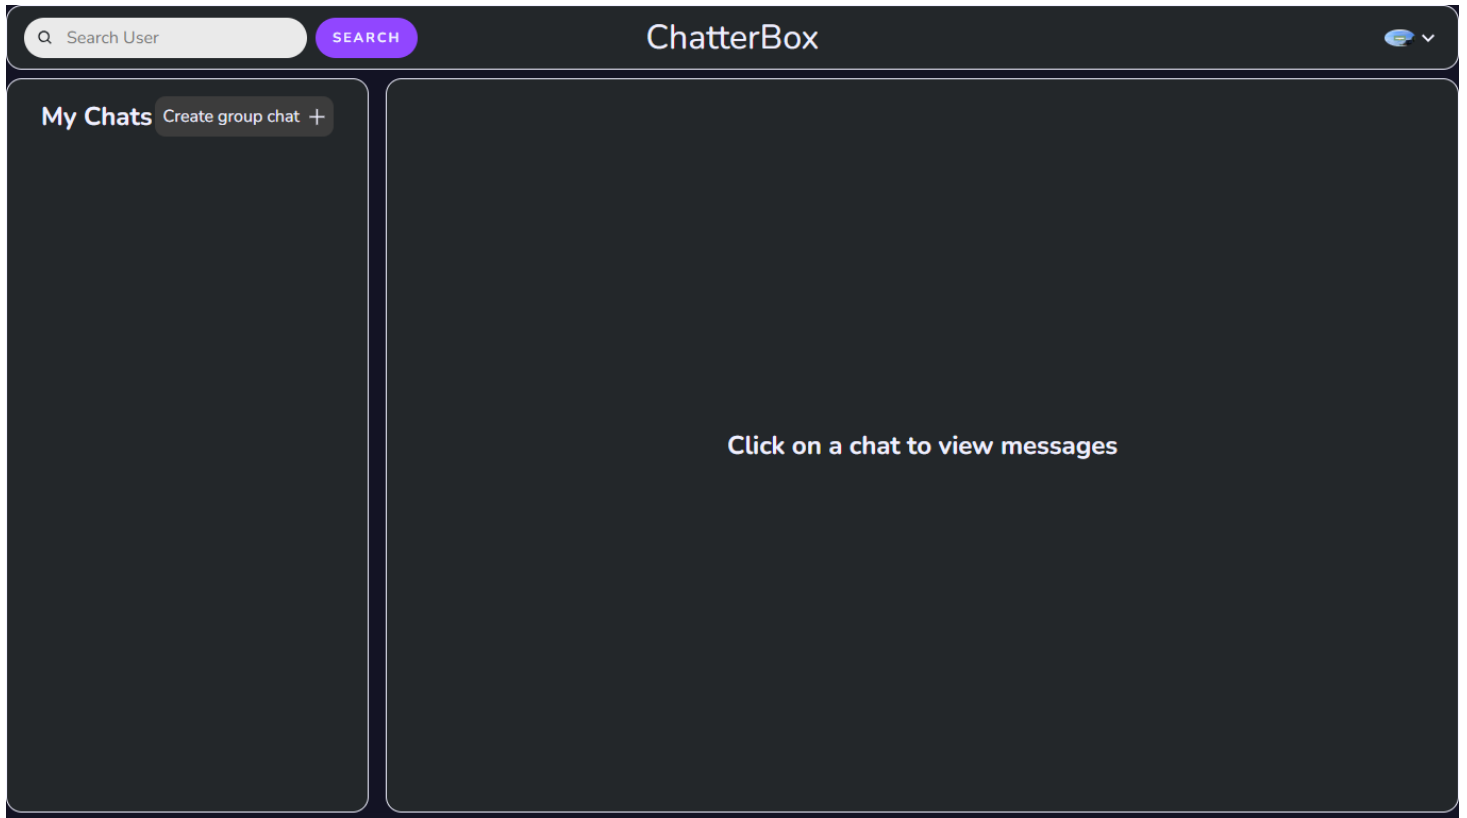 Search User
SEARCH
ChatterBox
My Chats
Create group chat +
Click on a chat to view messages